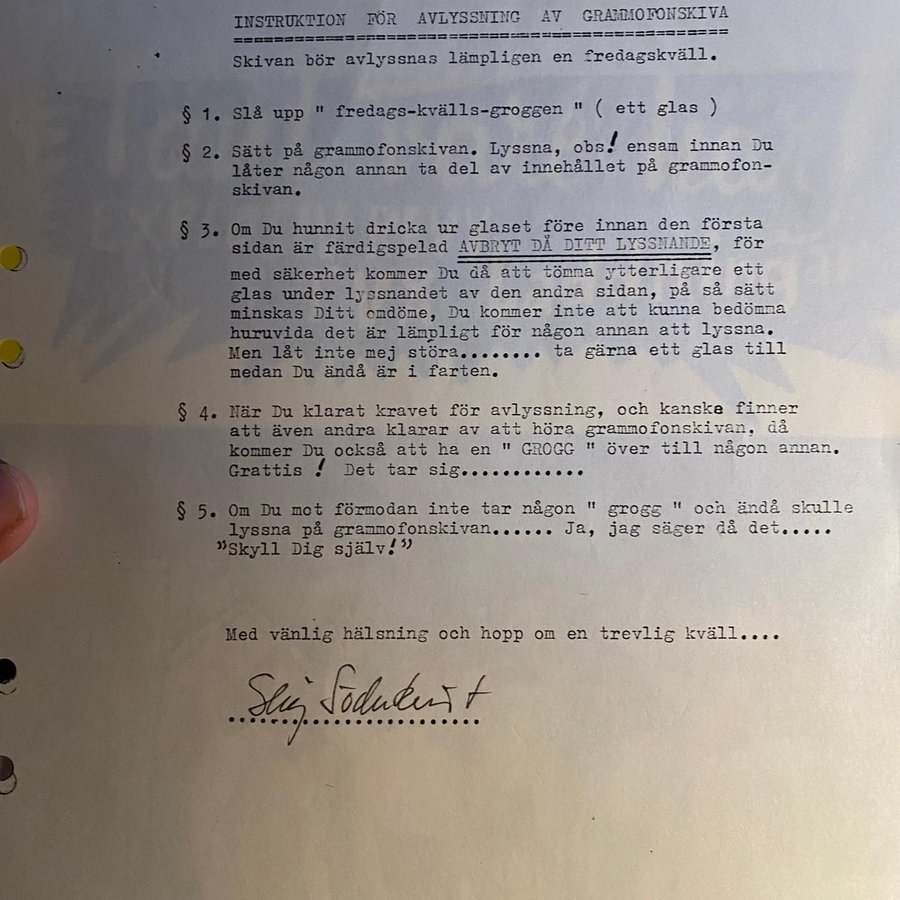 INSTRUKTION FÖR AVLYSSNING AV GRAMMOFONSKIVA
Skivan bör avlyssnas lämpligen en fredagskväll.
§ 1. Slå upp " fredags-kvälls-groggen " ( ett glas )
§ 2. Sätt på grammofonskivan. Lyssna, obs! ensam innan Du
låter någon annan ta del av innehållet på grammofon-
skivan.
§ 3. Om Du hunnit dricka ur glaset före innan den första
sidan är färdigspelad AVBRYT DÅ DITT LYSSNANDE, för
med säkerhet kommer Du då att tömma ytterligare ett
glas under lyssnandet av den andra sidan, på så sätt
minskas Ditt omdöme, Du kommer inte att kunna bedömma
huruvida det är lämpligt för någon annan att lyssna.
Men låt inte mej störa........ ta gärna ett glas till
medan Du ändå är i farten.
§ 4. När Du klarat kravet för avlyssning, och kanske finner
att även andra klarar av att höra grammofonskivan, då
kommer Du också att ha en " GROGG " över till någon annan.
Grattis ! Det tar sig............
§ 5. Om Du mot förmodan inte tar någon " grogg " och ändå skulle
lyssna på grammofonskivan...... Ja, jag säger då det.....
"Skyll Dig själv!"
Med vänlig hälsning och hopp om en trevlig kväll....